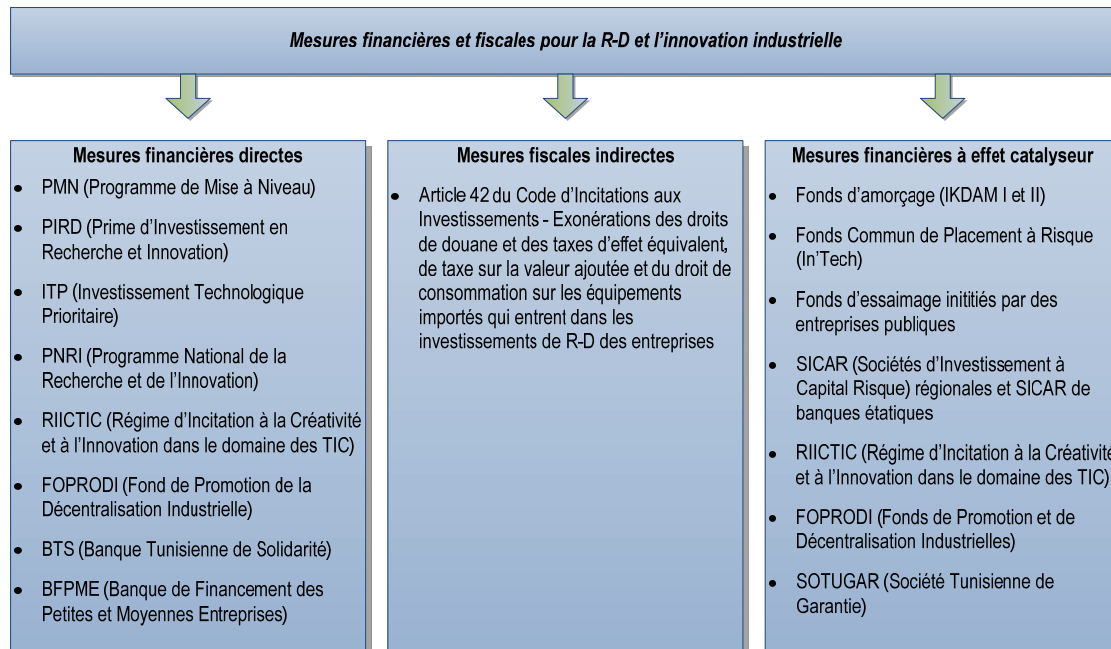 Mesures financières et fiscales pour la R-D et l'innovation industrielle
Mesures financières directes
• PMN (Programme de Mise à Niveau)
• PIRD (Prime d'Investissement en
Recherche et Innovation)
• ITP (Investissement Technologique
Prioritaire)
• PNRI (Programme National de la
Recherche et de l'Innovation)
• RIICTIC (Régime d'Incitation à la Créativité
et à l'Innovation dans le domaine des TIC)
• FOPRODI (Fond de Promotion de la
Décentralisation Industrielle)
• BTS (Banque Tunisienne de Solidarité)
• BFPME (Banque de Financement des
Petites et Moyennes Entreprises)
Mesures fiscales indirectes
• Article 42 du Code d'Incitations aux
Investissements - Exonérations des droits
de douane et des taxes d'effet équivalent,
de taxe sur la valeur ajoutée et du droit de
consommation sur les équipements
importés qui entrent dans les
investissements de R-D des entreprises
Mesures financières à effet catalyseur
• Fonds d'amorçage (IKDAM I et II)
• Fonds Commun de Placement à Risque
(In'Tech)
• Fonds d'essaimage inititiés par des
entreprises publiques
• SICAR (Sociétés d'Investissement à
Capital Risque) régionales et SICAR de
banques étatiques
• RIICTIC (Régime d'Incitation à la Créativité
et à l'Innovation dans le domaine des TIC)
• FOPRODI (Fonds de Promotion et de
Décentralisation Industrielles)
• SOTUGAR (Société Tunisienne de
Garantie)